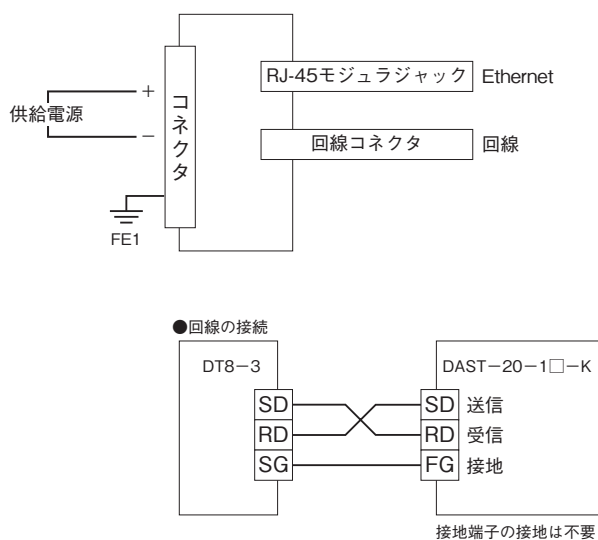 RJ-45モジュラジャック Ethernet
+
供給電源
コネクタ
−
回線コネクタ 回線
FE1
●回線の接続
DT8−3 DAST−20−1□−K
SD SD 送信
RD RD 受信
SG FG 接地
接地端子の接地は不要